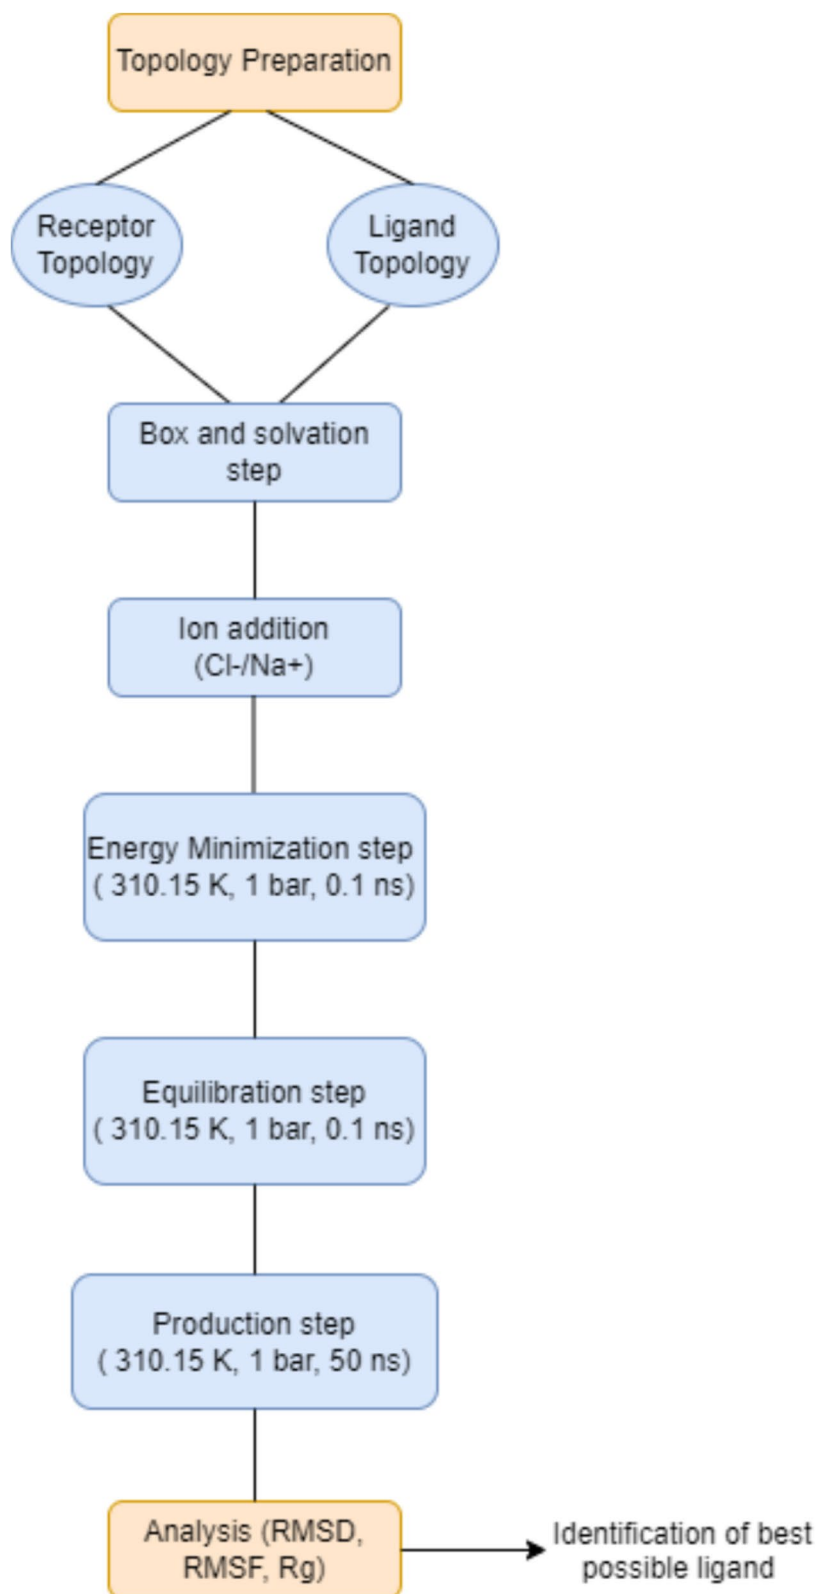 Topology Preparation
Receptor
Topology
Ligand
Topology
Box and solvation
step
Ion addition
(Cl-/Na+)
Energy Minimization step
( 310.15 K, 1 bar, 0.1 ns)
Equilibration step
( 310.15 K, 1 bar, 0.1 ns)
Production step
( 310.15 K, 1 bar, 50 ns)
Analysis (RMSD,
RMSF, Rg)
Identification of best
possible ligand